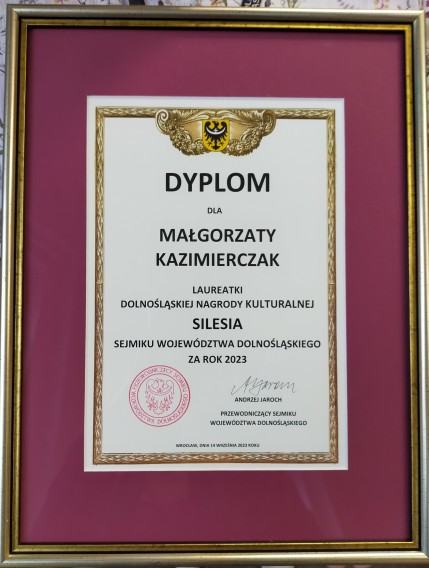 DYPLOM
DLA
MAŁGORZATY
KAZIMIERCZAK
LAUREATKI
DOLNOŚLĄSKIEJ NAGRODY KULTURALNEJ
SILESIA
SEJMIKU WOJEWÓDZTWA DOLNOŚLĄSKIEGO
ZA ROK 2023
ANDRZEJ JAROCH
PRZEWODNICZĄCY SEJMIKU
WOJEWÓDZTWA DOLNOŚLĄSKIEGO
WROCŁAW, DNIA 14 WRZEŚNIA 2023 ROKU